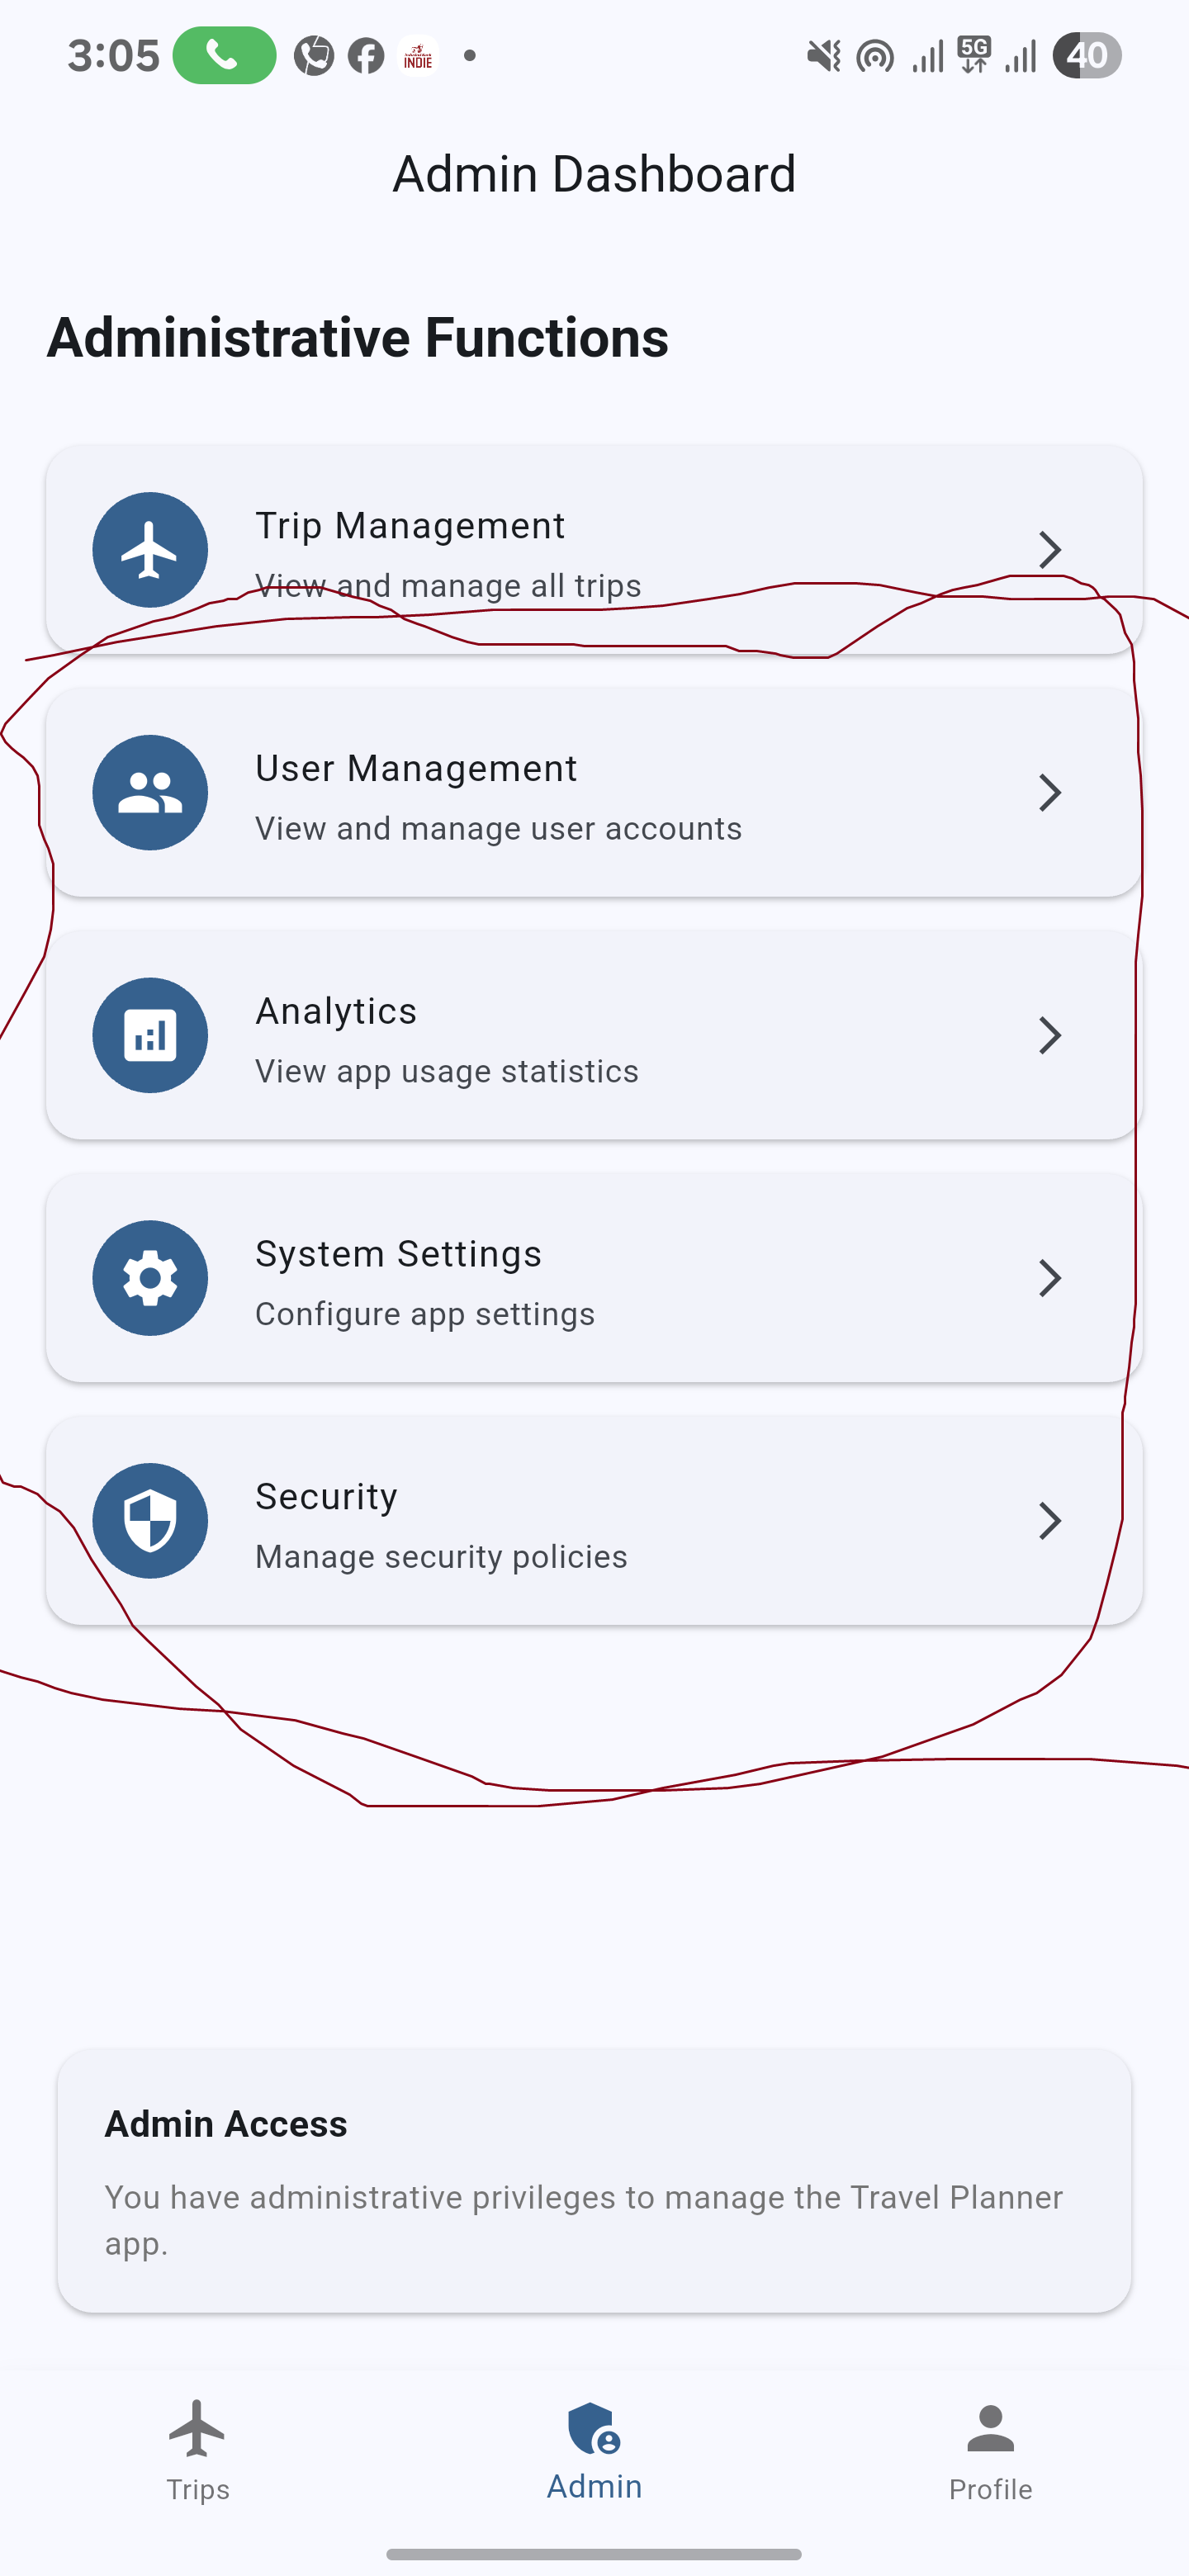 3:05
INDIE
5G
40
Admin Dashboard
Administrative Functions
Trip Management
View and manage all trips
User Management
View and manage user accounts
Analytics
View app usage statistics
System Settings
Configure app settings
Security
Manage security policies
Admin Access
You have administrative privileges to manage the Travel Planner
app.
Trips
Admin
Profile